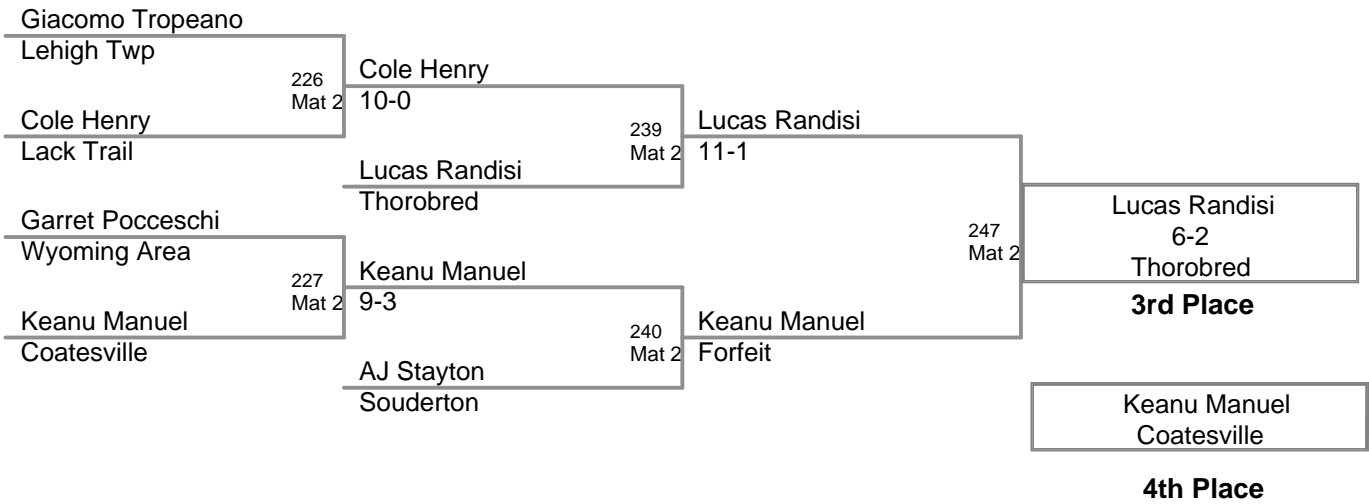 Giacomo Tropeano
Lehigh Twp
226
Mat 2
Cole Henry
10-0
Cole Henry
Lack Trail
239
Mat 2
Lucas Randisi
11-1
Lucas Randisi
Thorobred
Garret Pocceschi
Wyoming Area
247
Mat 2
Lucas Randisi
6-2
Thorobred
3rd Place
227
Mat 2
Keanu Manuel
9-3
Keanu Manuel
Coatesville
240
Mat 2
Keanu Manuel
Forfeit
AJ Stayton
Souderton
Keanu Manuel
Coatesville
4th Place